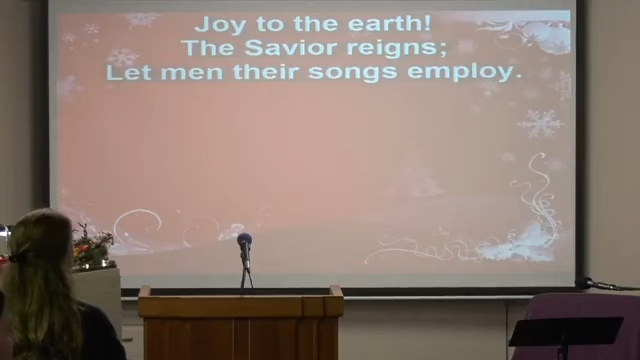 Joy to the earth!
The Savior reigns;
Let men their songs employ.